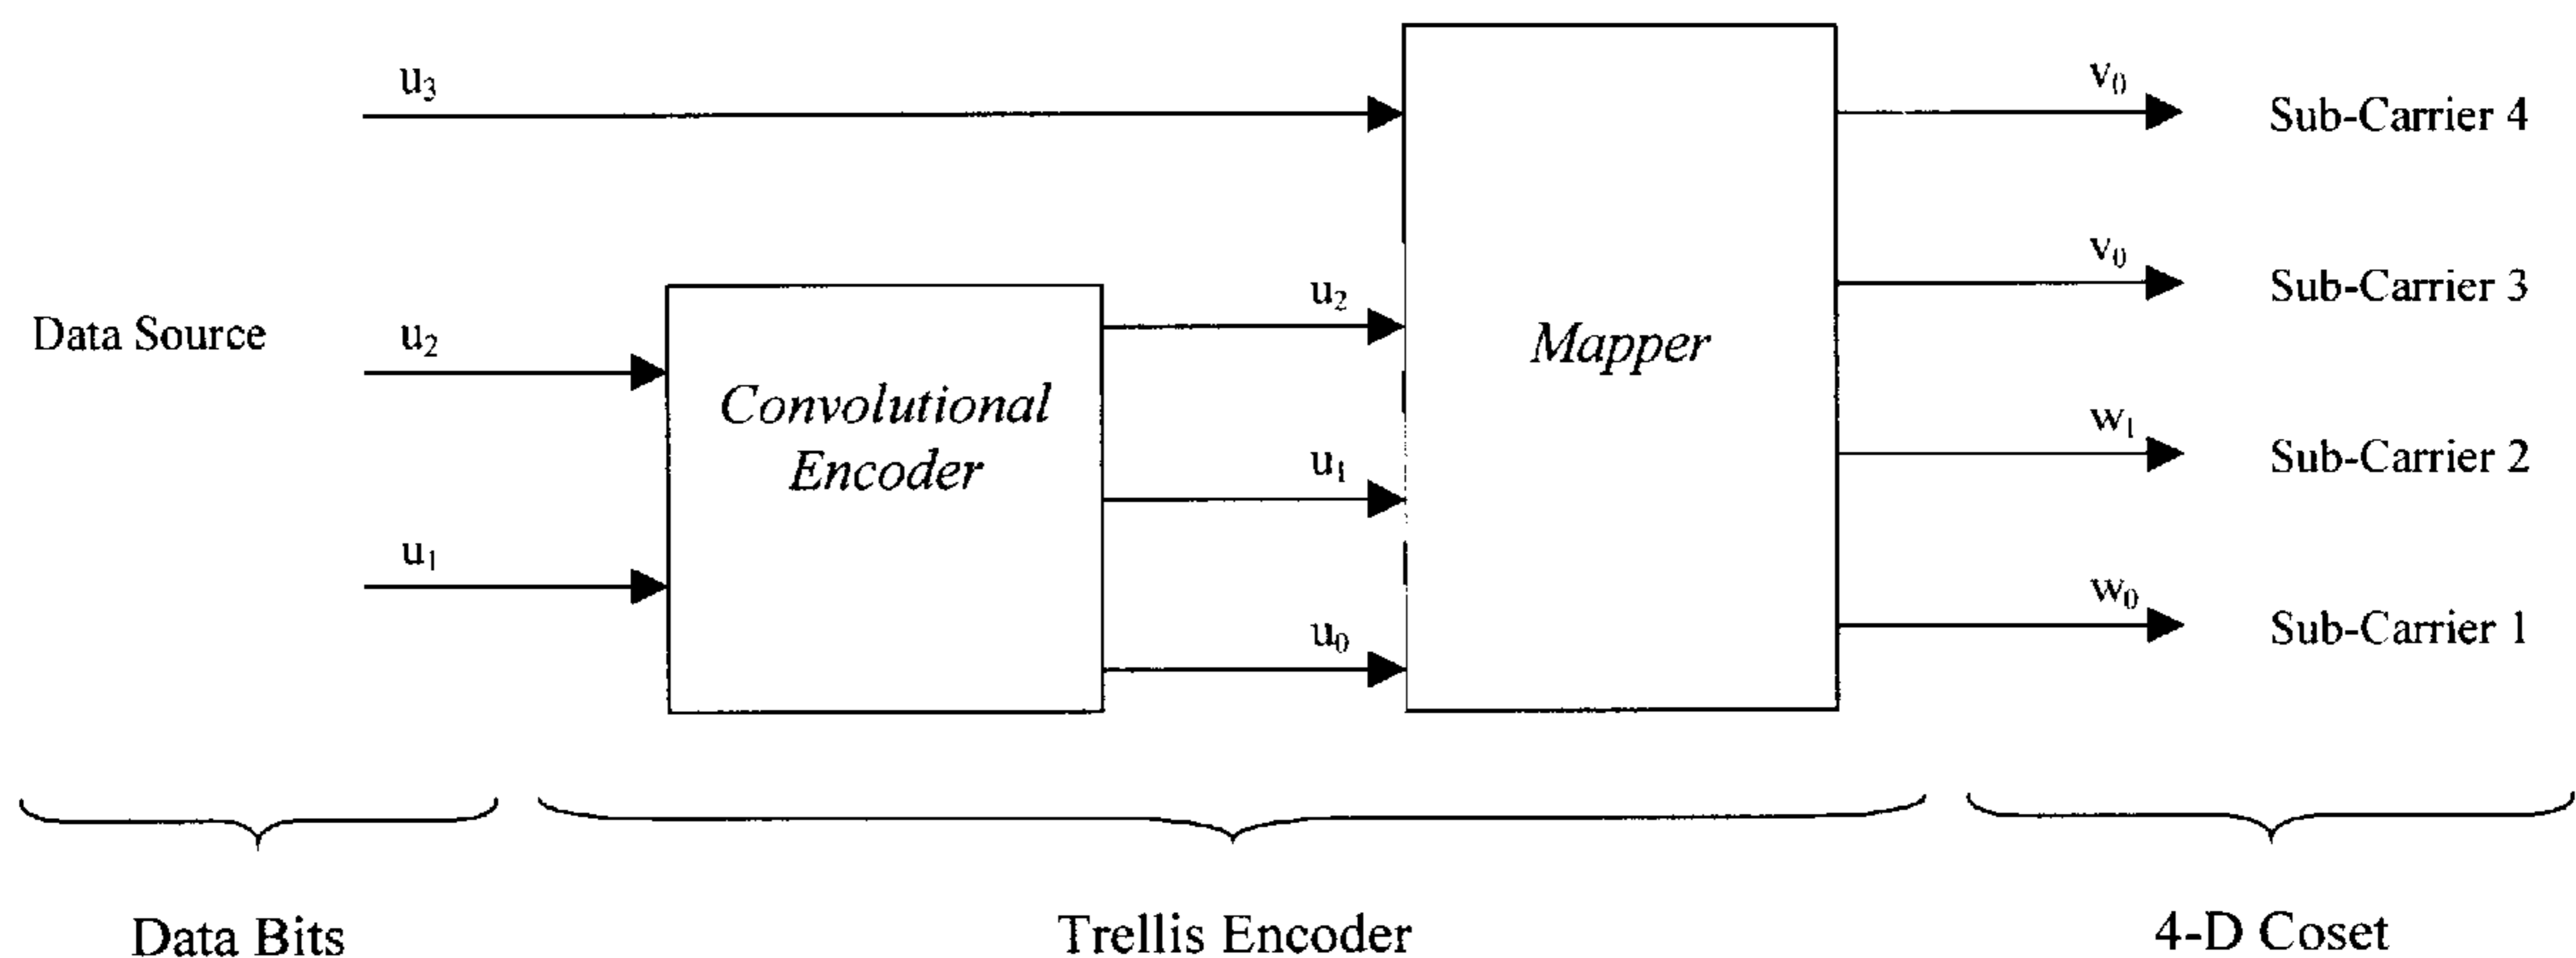 u₃
v₀
Sub-Carrier 4
v₀
Sub-Carrier 3
Data Source
u₂
u₂
Convolutional
Encoder
Mapper
u₁
w₁
Sub-Carrier 2
u₁
u₀
w₀
Sub-Carrier 1
Data Bits
Trellis Encoder
4-D Coset